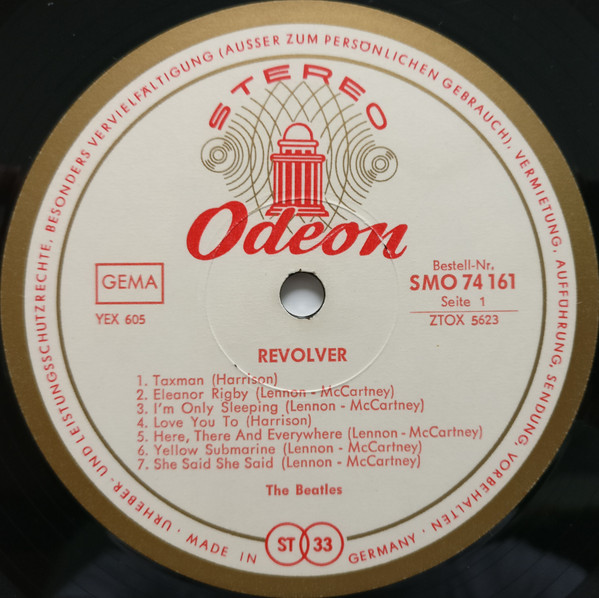 URHEBER- UND LEISTUNGSSCHUTZRECHTE, BESONDERS VERVIELFÄLTIGUNG (AUSSER ZUM PERSÖNLICHEN GEBRAUCH), VERMIETUNG, AUFFÜHRUNG, SENDUNG, VORBEHALTEN ·
STEREO
Odeon
GEMA
YEX 605
Bestell-Nr.
SMO 74 161
Seite 1
ZTOX 5623
REVOLVER
1. Taxman (Harrison)
2. Eleanor Rigby (Lennon - McCartney)
3. I'm Only Sleeping (Lennon - McCartney)
4. Love You To (Harrison)
5. Here, There And Everywhere (Lennon - McCartney)
6. Yellow Submarine (Lennon - McCartney)
7. She Said She Said (Lennon - McCartney)
The Beatles
· MADE IN GERMANY ·
ST 33